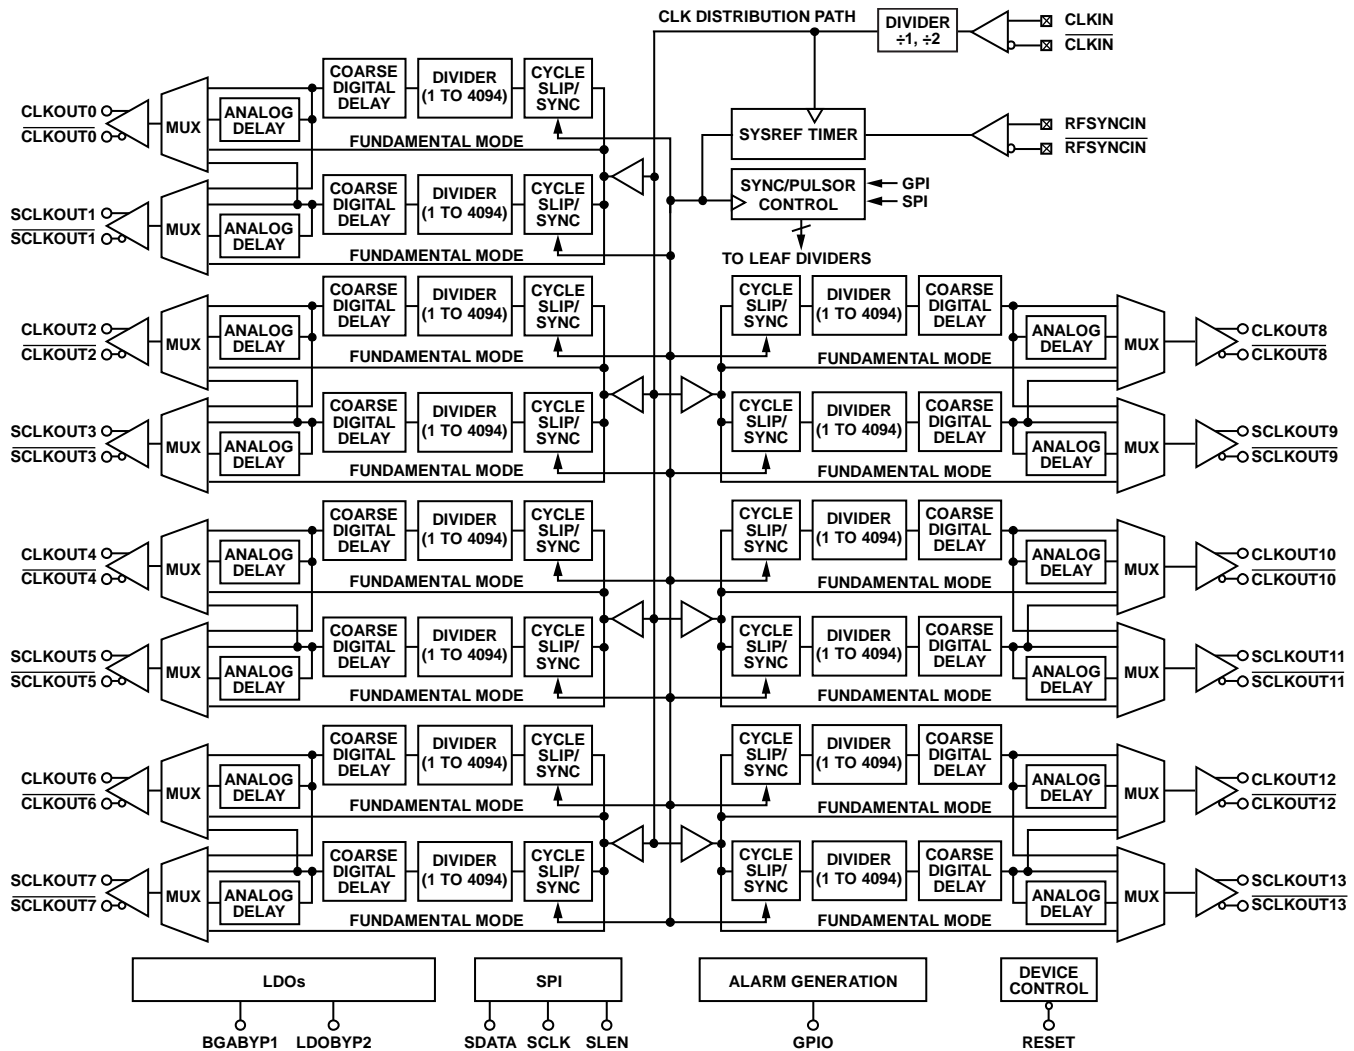 CLK DISTRIBUTION PATH
DIVIDER
÷1, ÷2
CLKIN
CLKIN
SYSREF TIMER
RFSYNCIN
RFSYNCIN
SYNC/PULSOR
CONTROL
GPI
SPI
TO LEAF DIVIDERS
CLKOUT0
CLKOUT0
MUX
ANALOG
DELAY
COARSE
DIGITAL
DELAY
DIVIDER
(1 TO 4094)
CYCLE
SLIP/
SYNC
FUNDAMENTAL MODE
SCLKOUT1
SCLKOUT1
MUX
ANALOG
DELAY
COARSE
DIGITAL
DELAY
DIVIDER
(1 TO 4094)
CYCLE
SLIP/
SYNC
FUNDAMENTAL MODE
CLKOUT2
CLKOUT2
MUX
ANALOG
DELAY
COARSE
DIGITAL
DELAY
DIVIDER
(1 TO 4094)
CYCLE
SLIP/
SYNC
FUNDAMENTAL MODE
SCLKOUT3
SCLKOUT3
MUX
ANALOG
DELAY
COARSE
DIGITAL
DELAY
DIVIDER
(1 TO 4094)
CYCLE
SLIP/
SYNC
FUNDAMENTAL MODE
CLKOUT4
CLKOUT4
MUX
ANALOG
DELAY
COARSE
DIGITAL
DELAY
DIVIDER
(1 TO 4094)
CYCLE
SLIP/
SYNC
FUNDAMENTAL MODE
SCLKOUT5
SCLKOUT5
MUX
ANALOG
DELAY
COARSE
DIGITAL
DELAY
DIVIDER
(1 TO 4094)
CYCLE
SLIP/
SYNC
FUNDAMENTAL MODE
CLKOUT6
CLKOUT6
MUX
ANALOG
DELAY
COARSE
DIGITAL
DELAY
DIVIDER
(1 TO 4094)
CYCLE
SLIP/
SYNC
FUNDAMENTAL MODE
SCLKOUT7
SCLKOUT7
MUX
ANALOG
DELAY
COARSE
DIGITAL
DELAY
DIVIDER
(1 TO 4094)
CYCLE
SLIP/
SYNC
FUNDAMENTAL MODE
CYCLE
SLIP/
SYNC
DIVIDER
(1 TO 4094)
COARSE
DIGITAL
DELAY
ANALOG
DELAY
MUX
CLKOUT8
CLKOUT8
FUNDAMENTAL MODE
CYCLE
SLIP/
SYNC
DIVIDER
(1 TO 4094)
COARSE
DIGITAL
DELAY
ANALOG
DELAY
MUX
SCLKOUT9
SCLKOUT9
FUNDAMENTAL MODE
CYCLE
SLIP/
SYNC
DIVIDER
(1 TO 4094)
COARSE
DIGITAL
DELAY
ANALOG
DELAY
MUX
CLKOUT10
CLKOUT10
FUNDAMENTAL MODE
CYCLE
SLIP/
SYNC
DIVIDER
(1 TO 4094)
COARSE
DIGITAL
DELAY
ANALOG
DELAY
MUX
SCLKOUT11
SCLKOUT11
FUNDAMENTAL MODE
CYCLE
SLIP/
SYNC
DIVIDER
(1 TO 4094)
COARSE
DIGITAL
DELAY
ANALOG
DELAY
MUX
CLKOUT12
CLKOUT12
FUNDAMENTAL MODE
CYCLE
SLIP/
SYNC
DIVIDER
(1 TO 4094)
COARSE
DIGITAL
DELAY
ANALOG
DELAY
MUX
SCLKOUT13
SCLKOUT13
FUNDAMENTAL MODE
LDOs
BGABYP1 LDOBYP2
SPI
SDATA SCLK SLEN
ALARM GENERATION
GPIO
DEVICE
CONTROL
RESET